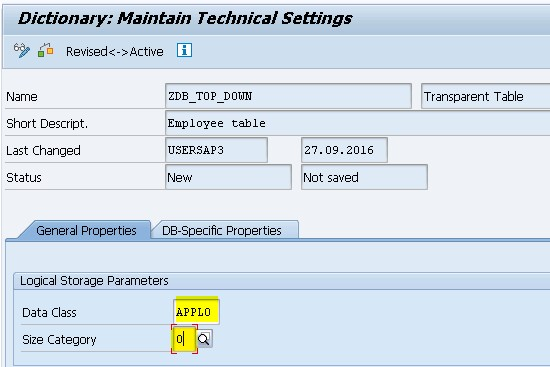 Dictionary: Maintain Technical Settings
Revised<->Active
Name ZDB_TOP_DOWN Transparent Table
Short Descript. Employee table
Last Changed USERSAP3 27.09.2016
Status New Not saved
General Properties DB-Specific Properties
Logical Storage Parameters
Data Class APPL0
Size Category 0